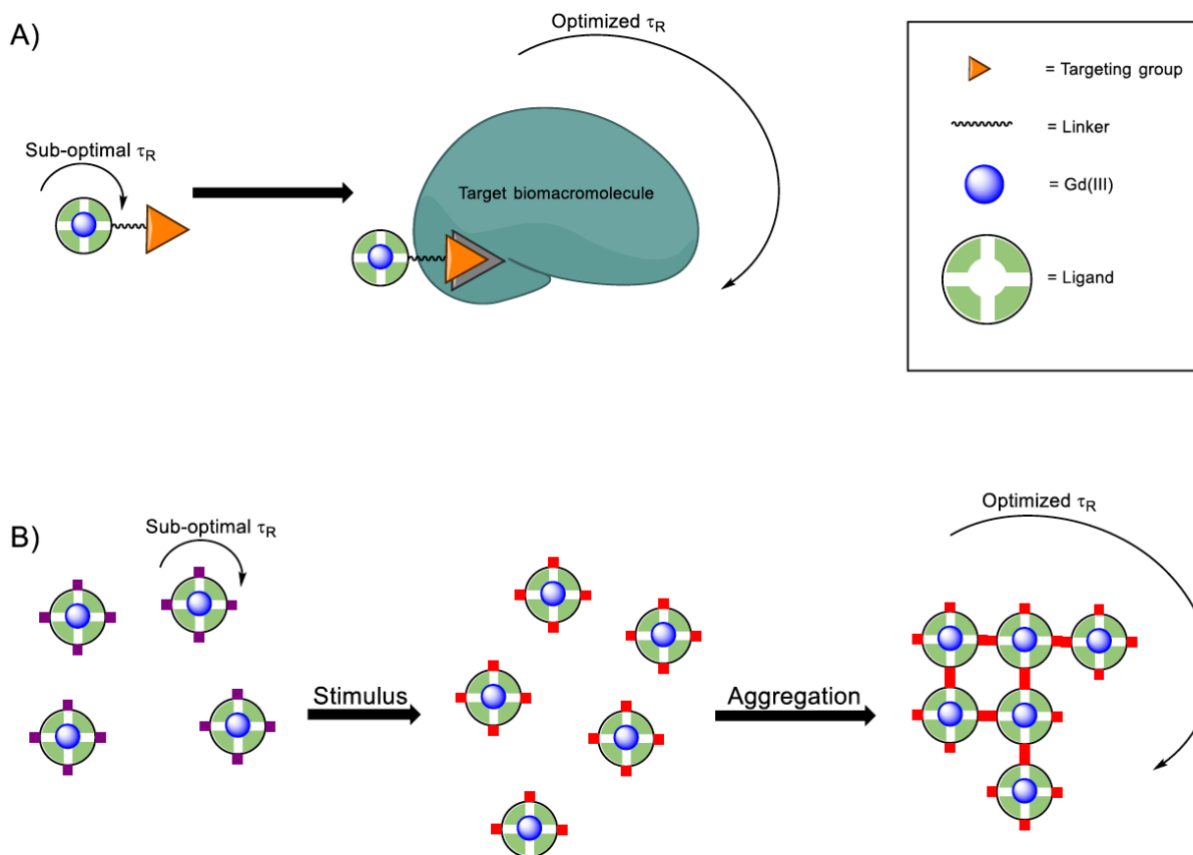 A)
Optimized τR
Sub-optimal τR
Target biomacromolecule
= Targeting group
= Linker
= Gd(III)
= Ligand
B)
Sub-optimal τR
Stimulus
Aggregation
Optimized τR